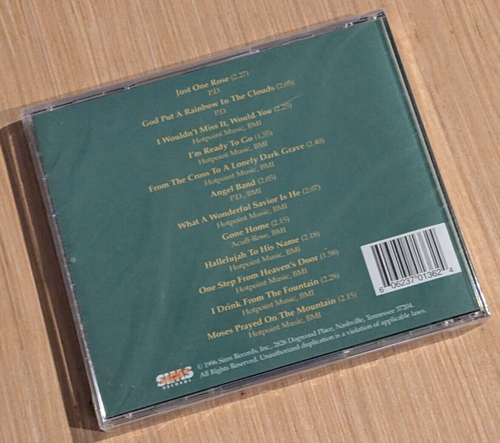 Just One Rose (2.27)
P.D.
God Put A Rainbow In The Clouds (2.05)
P.D.
I Wouldn't Miss It, Would You (2.25)
Hotpoint Music, BMI
I'm Ready To Go (1.55)
Hotpoint Music, BMI
From The Cross To A Lonely Dark Grave (2.40)
Hotpoint Music, BMI
Angel Band (2.05)
P.D., BMI
What A Wonderful Savior Is He (2.07)
Hotpoint Music, BMI
Gone Home (2.15)
Acuff-Rose, BMI
Hallelujah To His Name (2.18)
Hotpoint Music, BMI
One Step From Heaven's Door (1.58)
Hotpoint Music, BMI
I Drink From The Fountain (2.28)
Hotpoint Music, BMI
Moses Prayed On The Mountain (2.15)
Hotpoint Music, BMI
6 06237 01362 4
SIMS
RECORDS
© 1996 Sims Records, Inc., 2826 Dogwood Place, Nashville, Tennessee 37204.
All Rights Reserved. Unauthorized duplication is a violation of applicable laws.